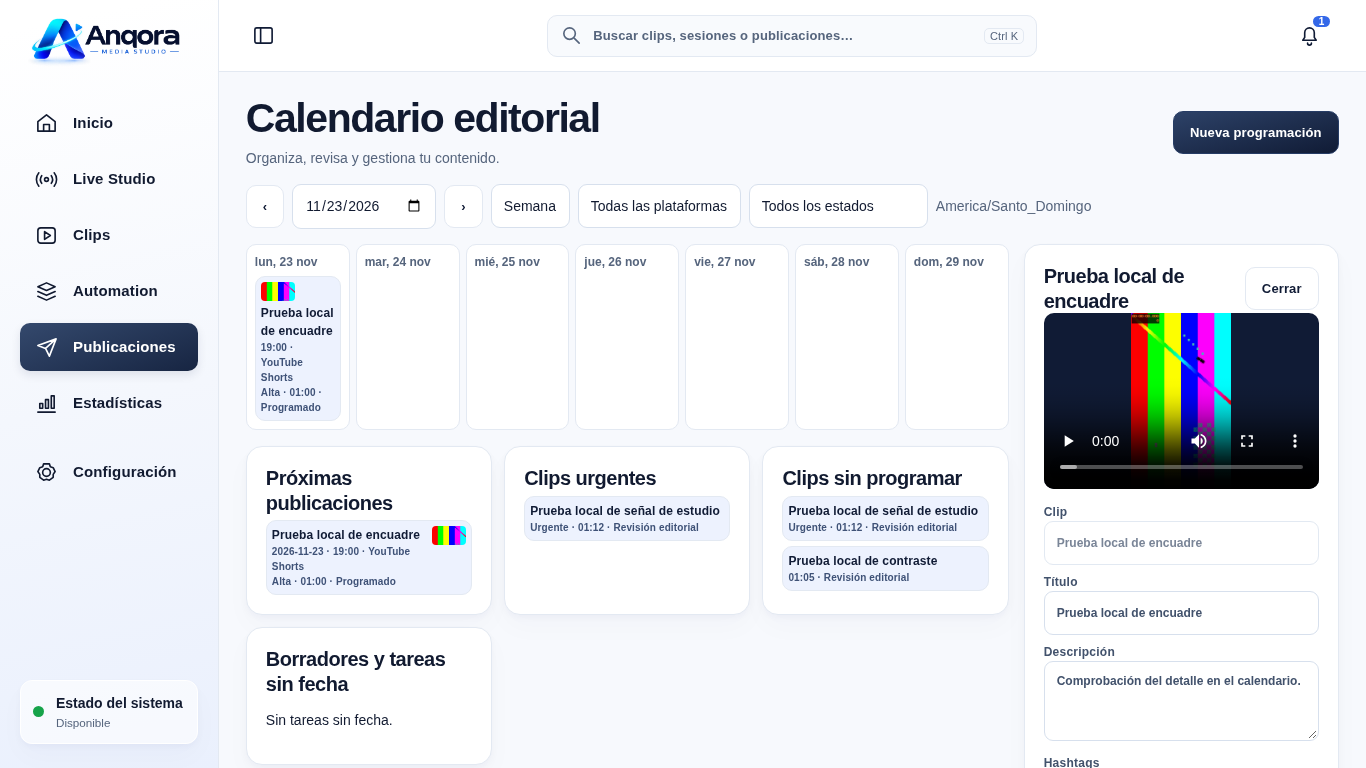 Anqora
MEDIA STUDIO
Inicio
Live Studio
Clips
Automation
Publicaciones
Estadísticas
Configuración
Estado del sistema
Disponible
Buscar clips, sesiones o publicaciones…
Ctrl K
1
Calendario editorial
Organiza, revisa y gestiona tu contenido.
Nueva programación
‹
11/23/2026
›
Semana
Todas las plataformas
Todos los estados
America/Santo_Domingo
lun, 23 nov
Prueba local
de encuadre
19:00 ·
YouTube
Shorts
Alta · 01:00 ·
Programado
mar, 24 nov
mié, 25 nov
jue, 26 nov
vie, 27 nov
sáb, 28 nov
dom, 29 nov
Próximas
publicaciones
Prueba local de encuadre
2026-11-23 · 19:00 · YouTube
Shorts
Alta · 01:00 · Programado
Clips urgentes
Prueba local de señal de estudio
Urgente · 01:12 · Revisión editorial
Clips sin programar
Prueba local de señal de estudio
Urgente · 01:12 · Revisión editorial
Prueba local de contraste
01:05 · Revisión editorial
Borradores y tareas
sin fecha
Sin tareas sin fecha.
Prueba local de
encuadre
Cerrar
0:00
Clip
Prueba local de encuadre
Título
Prueba local de encuadre
Descripción
Comprobación del detalle en el calendario.
Hashtags